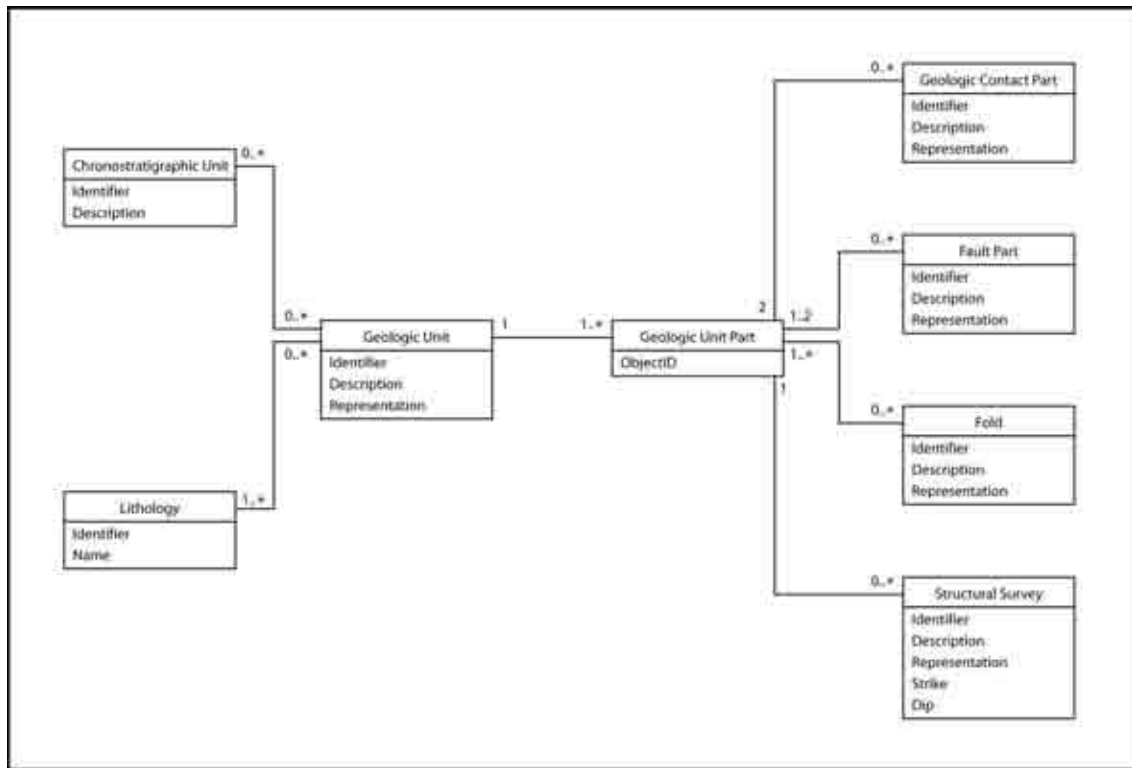 0..*
Geologic Contact Part
Identifier
Description
Representation
Chronostratigraphic Unit
0..*
Identifier
Description
0..*
Fault Part
Identifier
Description
Representation
0..*
Geologic Unit
1
1..*
2
Geologic Unit Part
1..2
0..*
Identifier
Description
Representation
ObjectID
1..*
1
0..*
Fold
Identifier
Description
Representation
Lithology
1..*
Identifier
Name
0..*
Structural Survey
Identifier
Description
Representation
Strike
Dip